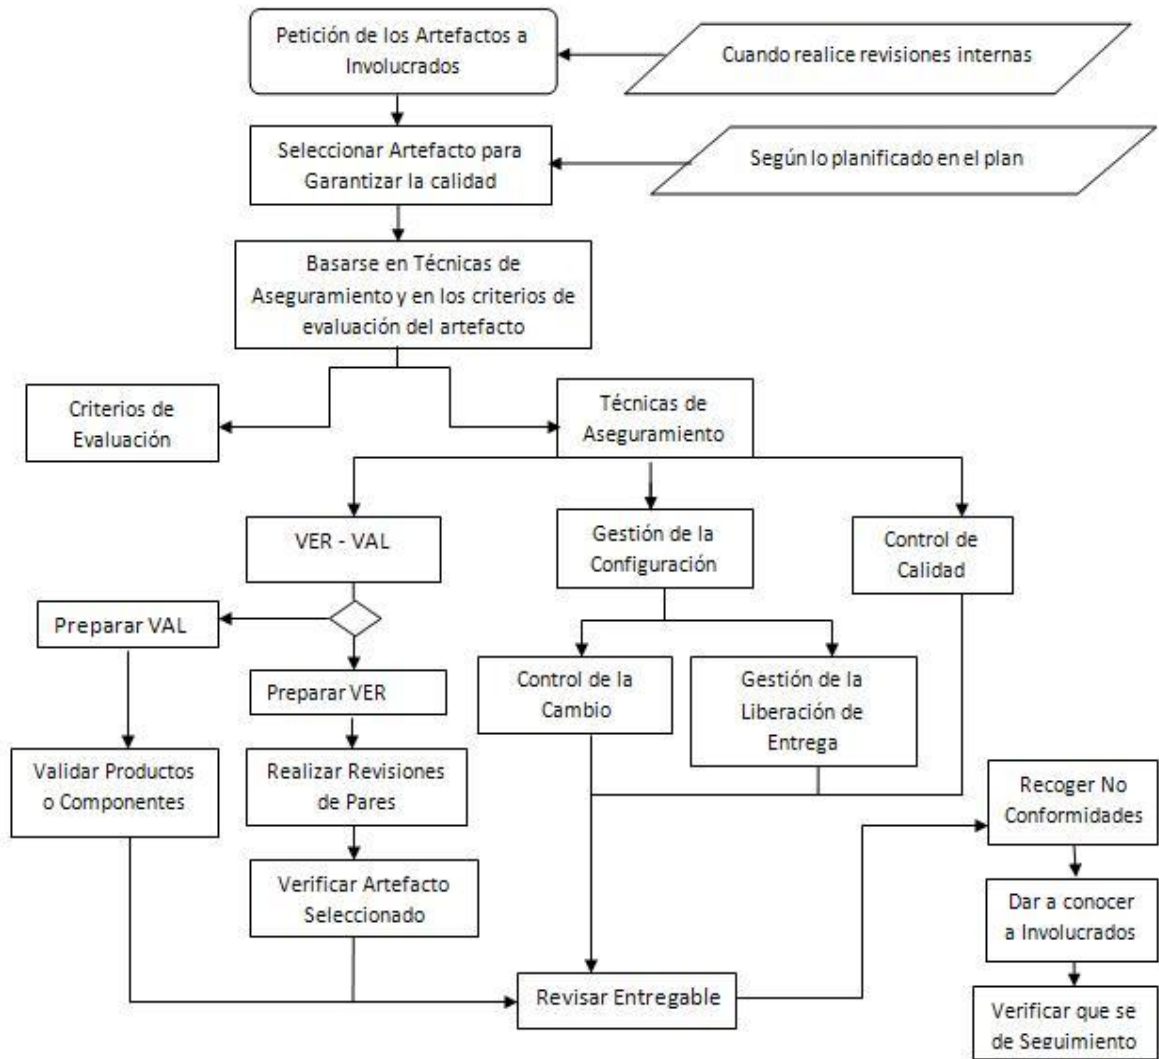 Petición de los Artefactos a
Involucrados
Cuando realice revisiones internas
Seleccionar Artefacto para
Garantizar la calidad
Según lo planificado en el plan
Basarse en Técnicas de
Aseguramiento y en los criterios de
evaluación del artefacto
Criterios de
Evaluación
Técnicas de
Aseguramiento
VER - VAL
Gestión de la
Configuración
Control de
Calidad
Preparar VAL
Preparar VER
Control de la
Cambio
Gestión de la
Liberación de
Entrega
Validar Productos
o Componentes
Realizar Revisiones
de Pares
Recoger No
Conformidades
Verificar Artefacto
Seleccionado
Dar a conocer
a Involucrados
Revisar Entregable
Verificar que se
de Seguimiento